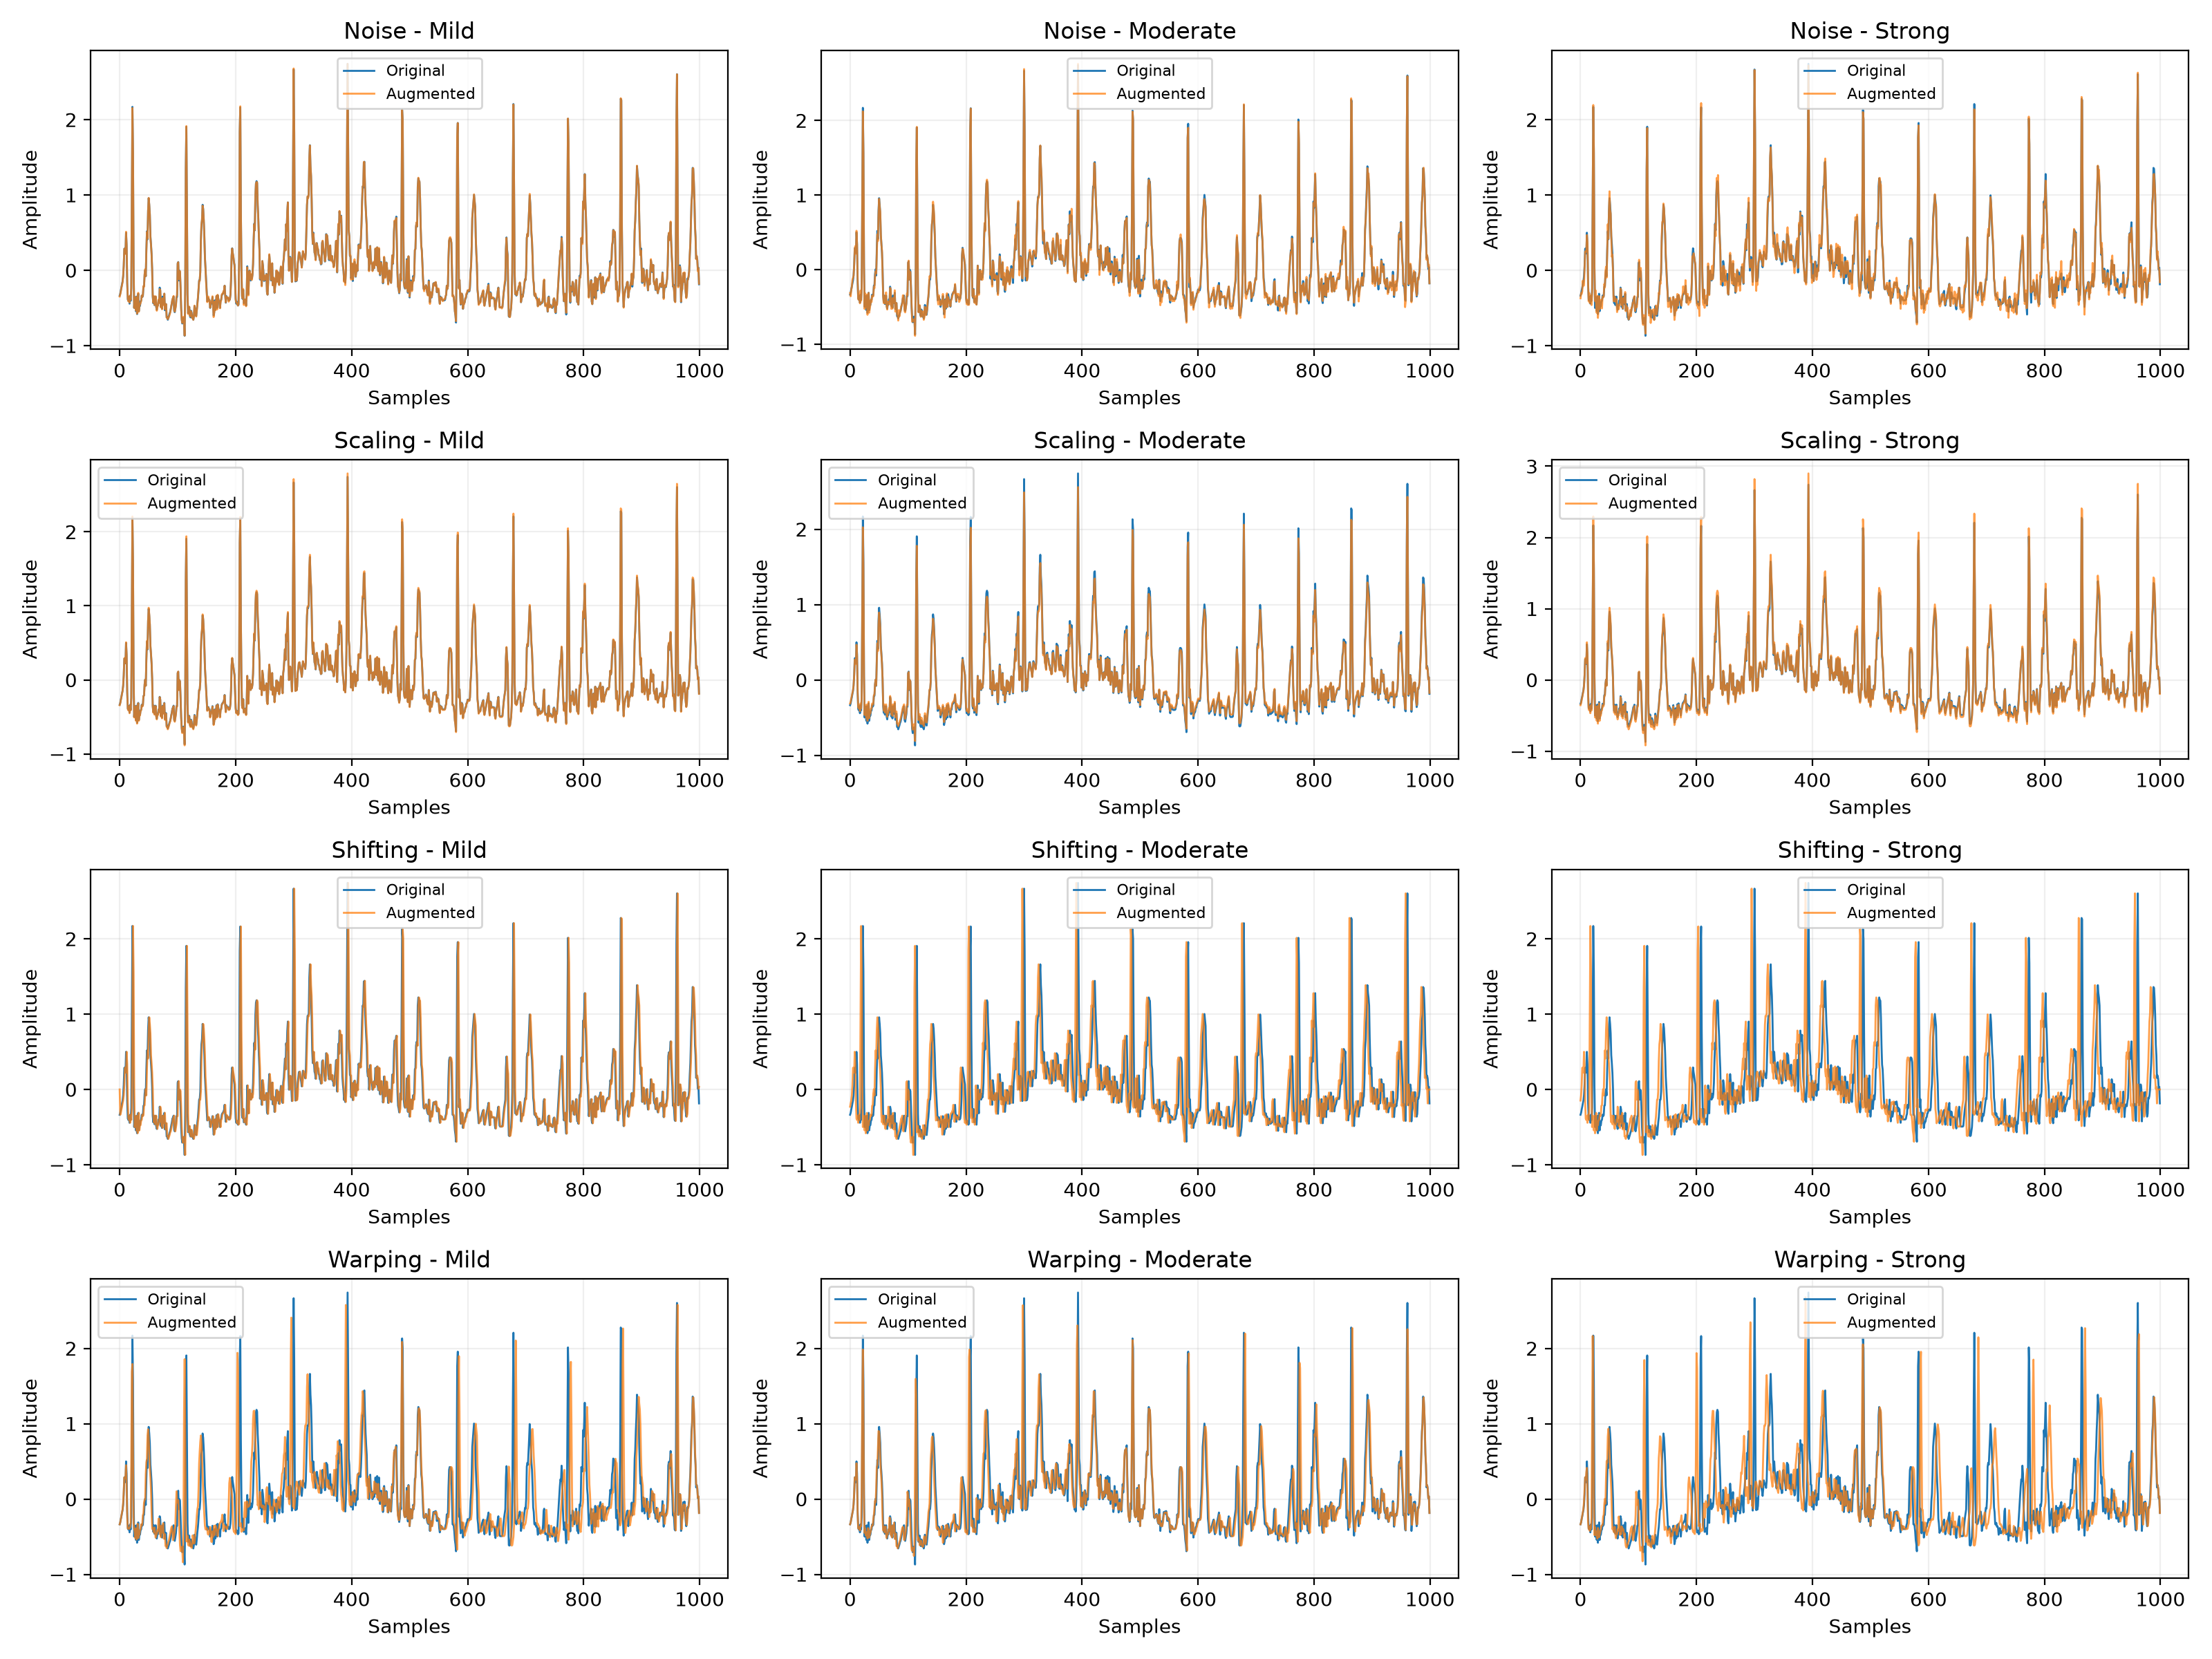 Noise - Mild
Original
Augmented
Amplitude
2
1
0
−1
0 200 400 600 800 1000
Samples
Noise - Moderate
Original
Augmented
Amplitude
2
1
0
−1
0 200 400 600 800 1000
Samples
Noise - Strong
Original
Augmented
Amplitude
2
1
0
−1
0 200 400 600 800 1000
Samples
Scaling - Mild
Original
Augmented
Amplitude
2
1
0
−1
0 200 400 600 800 1000
Samples
Scaling - Moderate
Original
Augmented
Amplitude
2
1
0
−1
0 200 400 600 800 1000
Samples
Scaling - Strong
Original
Augmented
Amplitude
3
2
1
0
−1
0 200 400 600 800 1000
Samples
Shifting - Mild
Original
Augmented
Amplitude
2
1
0
−1
0 200 400 600 800 1000
Samples
Shifting - Moderate
Original
Augmented
Amplitude
2
1
0
−1
0 200 400 600 800 1000
Samples
Shifting - Strong
Original
Augmented
Amplitude
2
1
0
−1
0 200 400 600 800 1000
Samples
Warping - Mild
Original
Augmented
Amplitude
2
1
0
−1
0 200 400 600 800 1000
Samples
Warping - Moderate
Original
Augmented
Amplitude
2
1
0
−1
0 200 400 600 800 1000
Samples
Warping - Strong
Original
Augmented
Amplitude
2
1
0
−1
0 200 400 600 800 1000
Samples